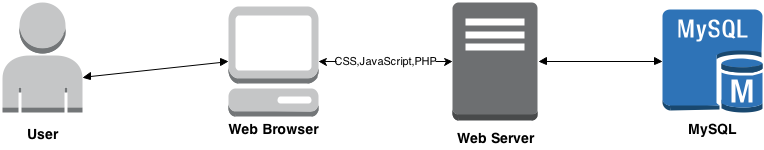 MySQL
CSS,JavaScript,PHP
M
User
Web Browser
Web Server
MySQL